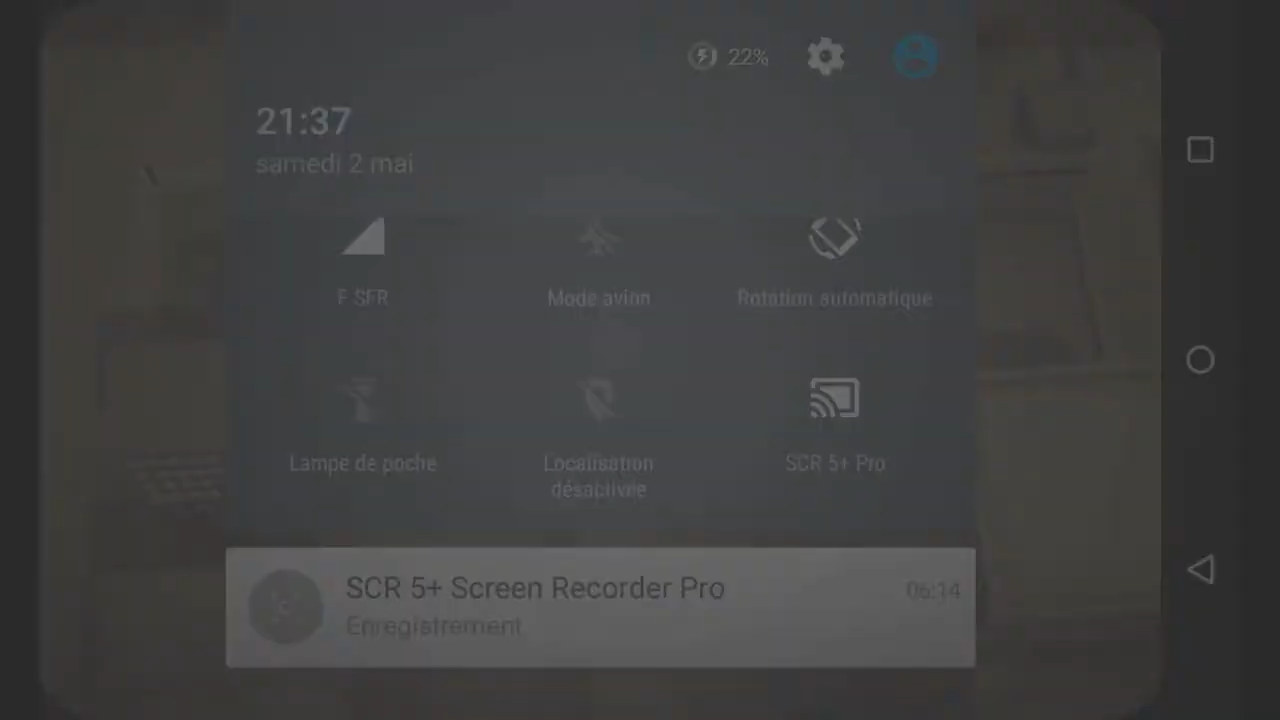 22%
21:37
samedi 2 mai
F SFR
Mode avion
Rotation automatique
Lampe de poche
Localisation
désactivée
SCR 5+ Pro
SCR 5+ Screen Recorder Pro
06:14
Enregistrement